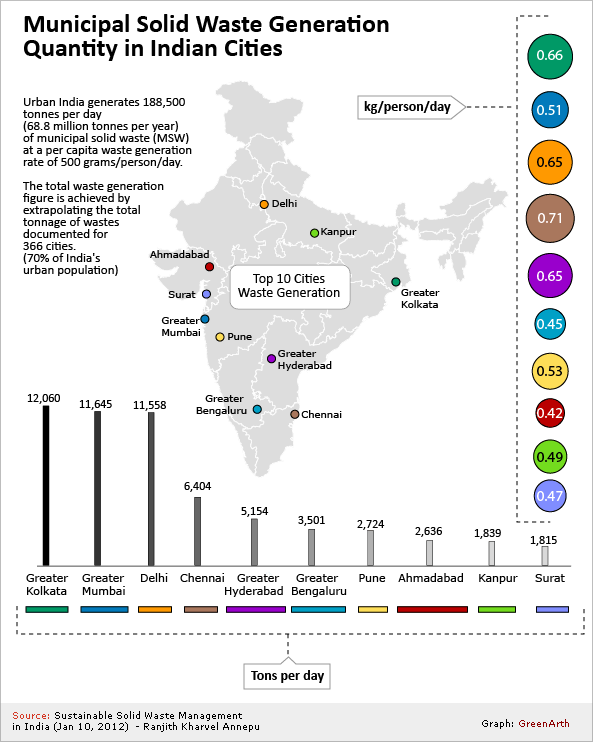 Municipal Solid Waste Generation
Quantity in Indian Cities
Urban India generates 188,500
tonnes per day
(68.8 million tonnes per year)
of municipal solid waste (MSW)
at a per capita waste generation
rate of 500 grams/person/day.
The total waste generation
figure is achieved by
extrapolating the total
tonnage of wastes
documented for
366 cities.
(70% of India's
urban population)
kg/person/day
0.66
0.51
0.65
0.71
0.65
0.45
0.53
0.42
0.49
0.47
Delhi
Kanpur
Ahmadabad
Top 10 Cities
Waste Generation
Surat
Greater
Kolkata
Greater
Mumbai
Pune
Greater
Hyderabad
Greater
Bengaluru
Chennai
12,060
11,645
11,558
6,404
5,154
3,501
2,724
2,636
1,839
1,815
Greater
Kolkata
Greater
Mumbai
Delhi
Chennai
Greater
Hyderabad
Greater
Bengaluru
Pune
Ahmadabad
Kanpur
Surat
Tons per day
Source: Sustainable Solid Waste Management
in India (Jan 10, 2012) - Ranjith Kharvel Annepu
Graph: GreenArth